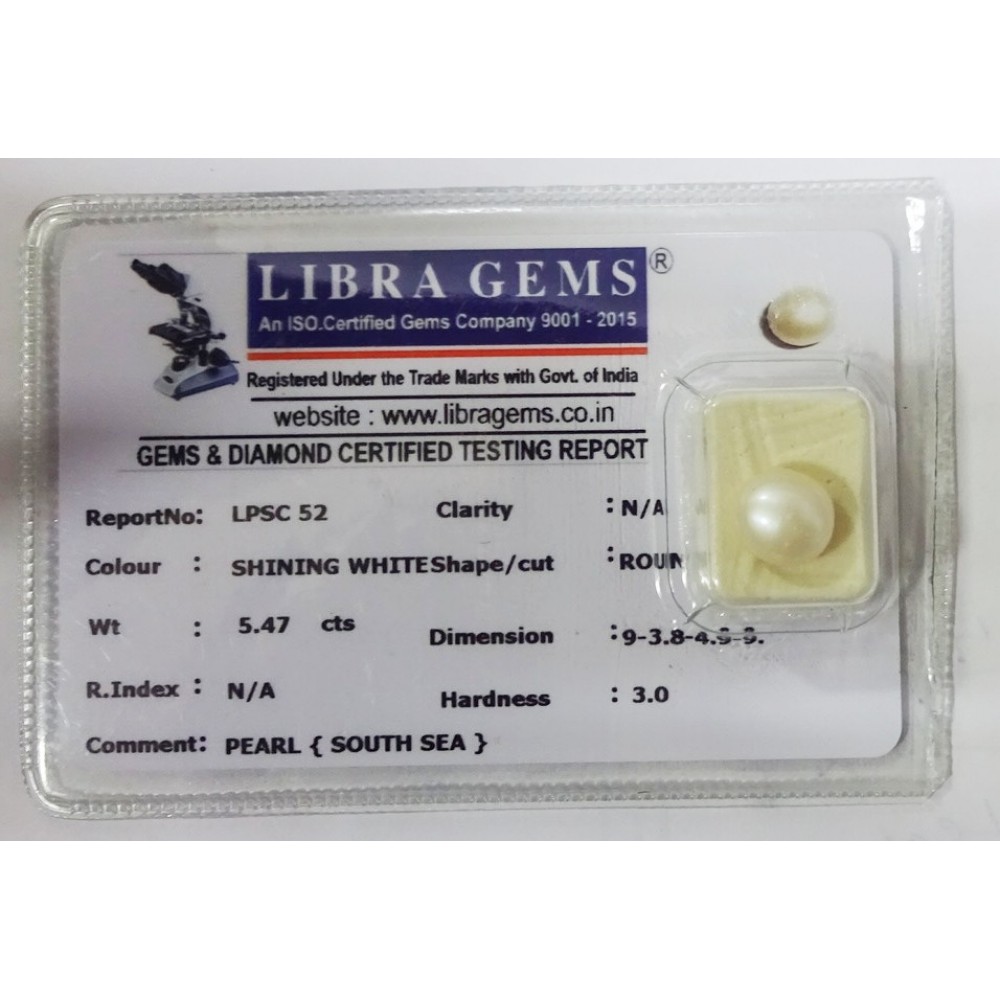 LIBRA GEMS ®
An ISO.Certified Gems Company 9001 - 2015
Registered Under the Trade Marks with Govt. of India
website : www.libragems.co.in
GEMS & DIAMOND CERTIFIED TESTING REPORT
ReportNo: LPSC 52 Clarity : N/A
Colour : SHINING WHITE Shape/cut : ROUN
Wt : 5.47 cts Dimension :
R.Index : N/A Hardness : 3.0
Comment: PEARL { SOUTH SEA }